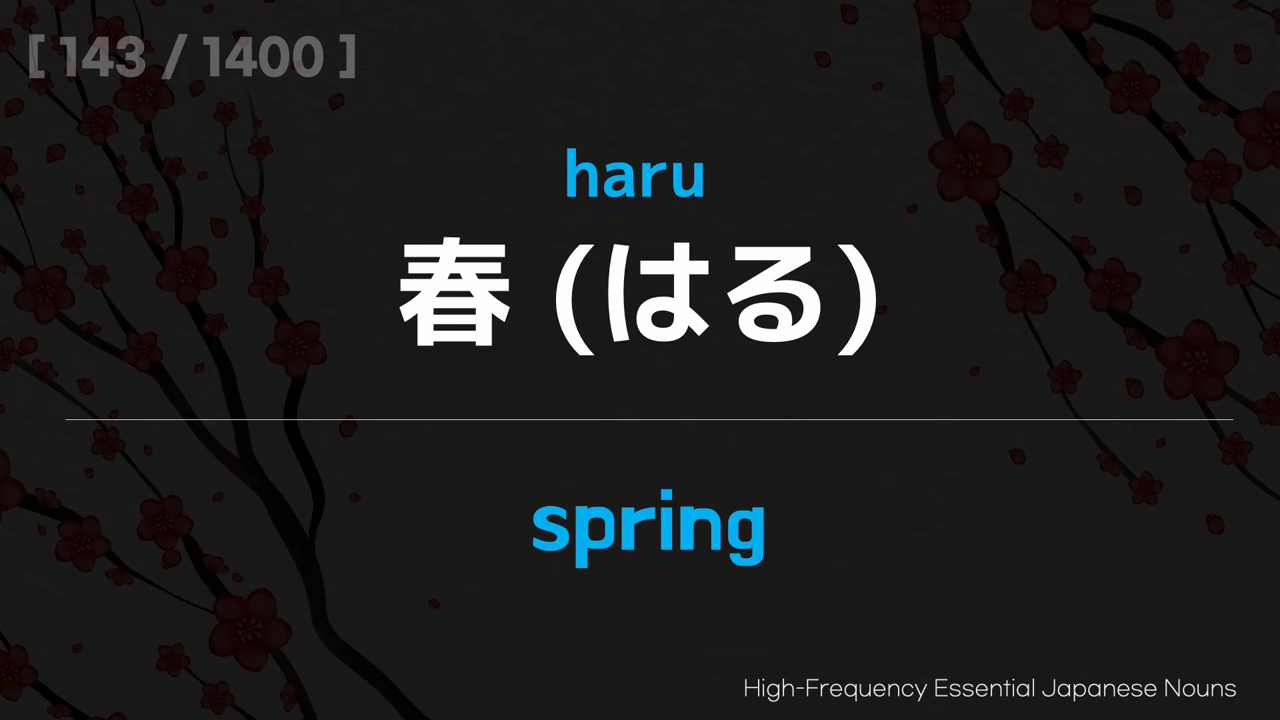 [ 143 / 1400 ]
haru
春 (はる)
spring
High-Frequency Essential Japanese Nouns